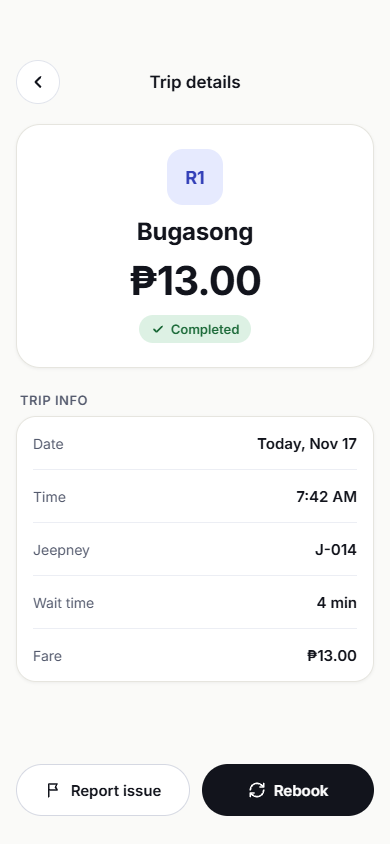 Trip details
R1
Bugasong
₱13.00
Completed
TRIP INFO
Date Today, Nov 17
Time 7:42 AM
Jeepney J-014
Wait time 4 min
Fare ₱13.00
Report issue Rebook